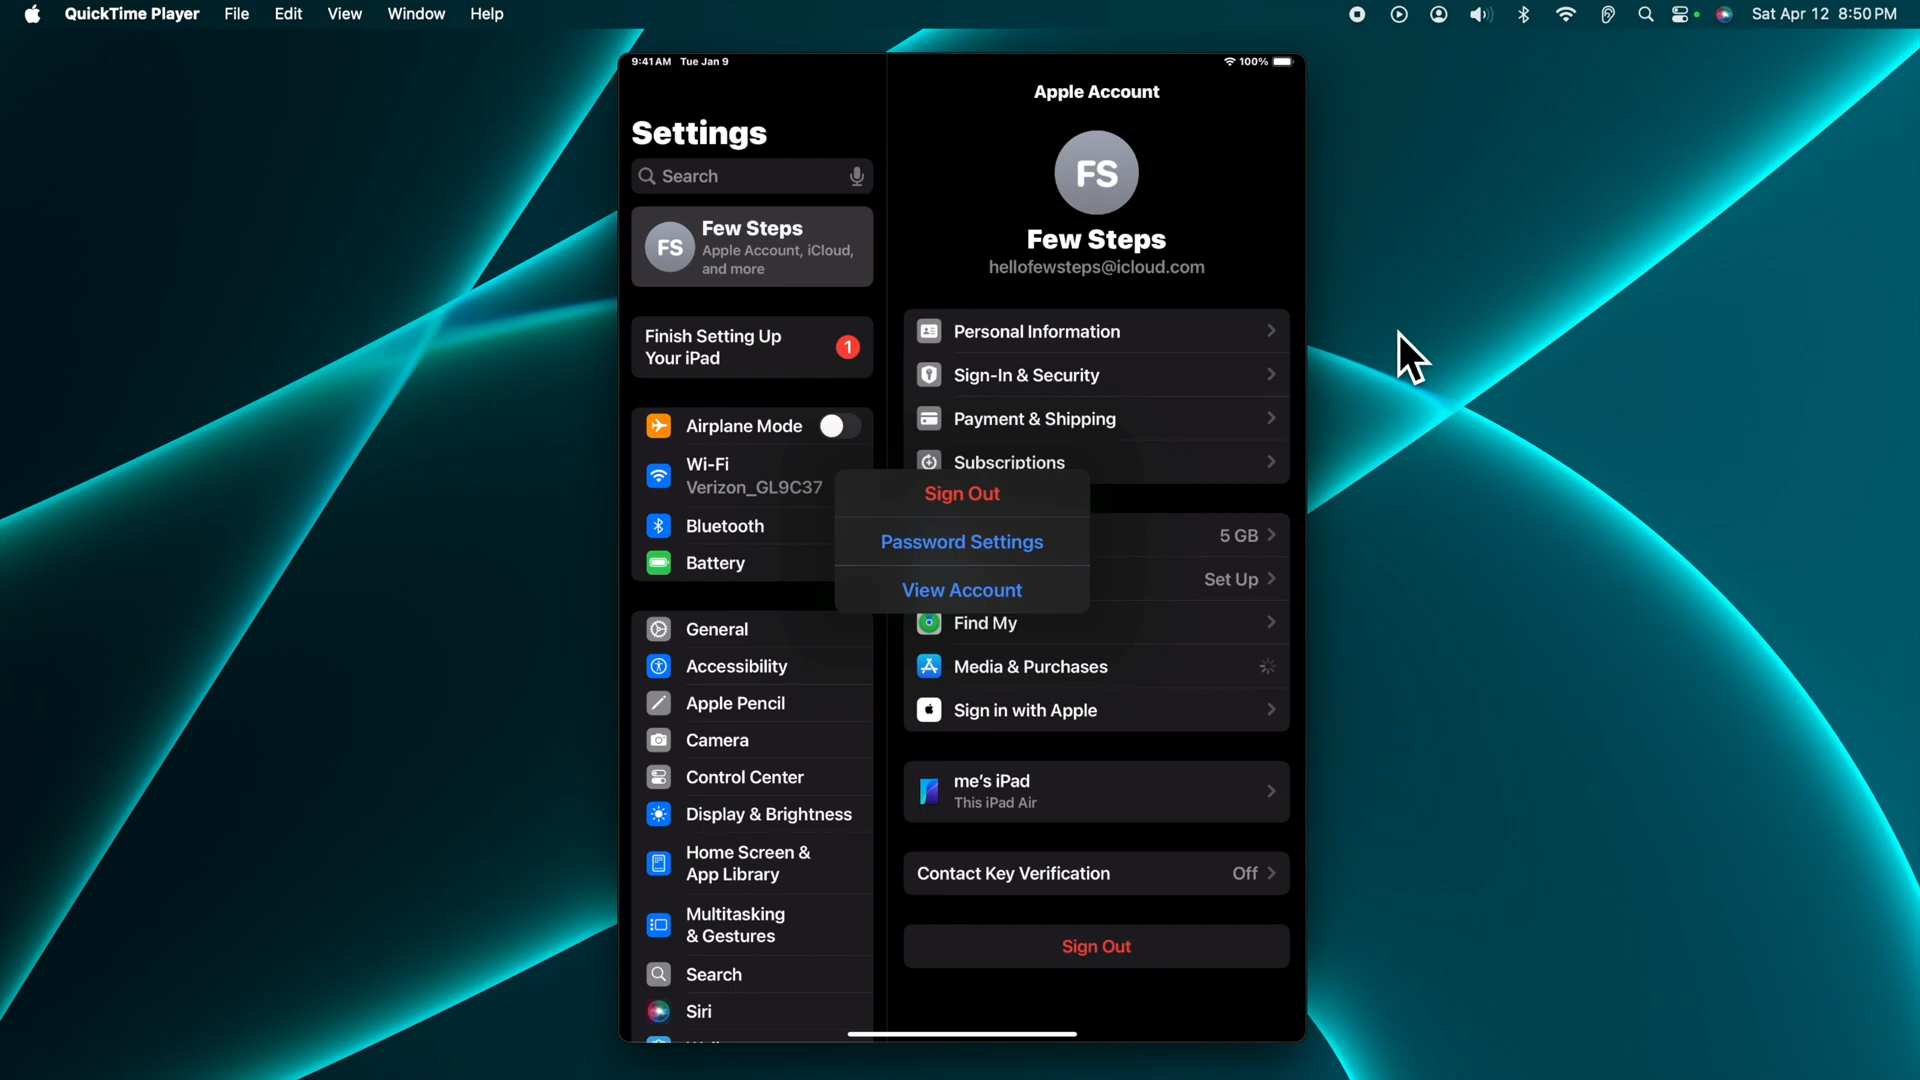 QuickTime Player File Edit View Window Help
Sat Apr 12 8:50 PM
9:41 AM Tue Jan 9
100%
Settings
Search
FS
Few Steps
Apple Account, iCloud,
and more
Finish Setting Up
Your iPad
1
Airplane Mode
Wi-Fi
Verizon_GL9C37
Bluetooth
Battery
General
Accessibility
Apple Pencil
Camera
Control Center
Display & Brightness
Home Screen &
App Library
Multitasking
& Gestures
Search
Siri
Apple Account
FS
Few Steps
hellofewsteps@icloud.com
Personal Information
Sign-In & Security
Payment & Shipping
Subscriptions
Sign Out
Password Settings
View Account
5 GB
Set Up
Find My
Media & Purchases
Sign in with Apple
me's iPad
This iPad Air
Contact Key Verification Off
Sign Out